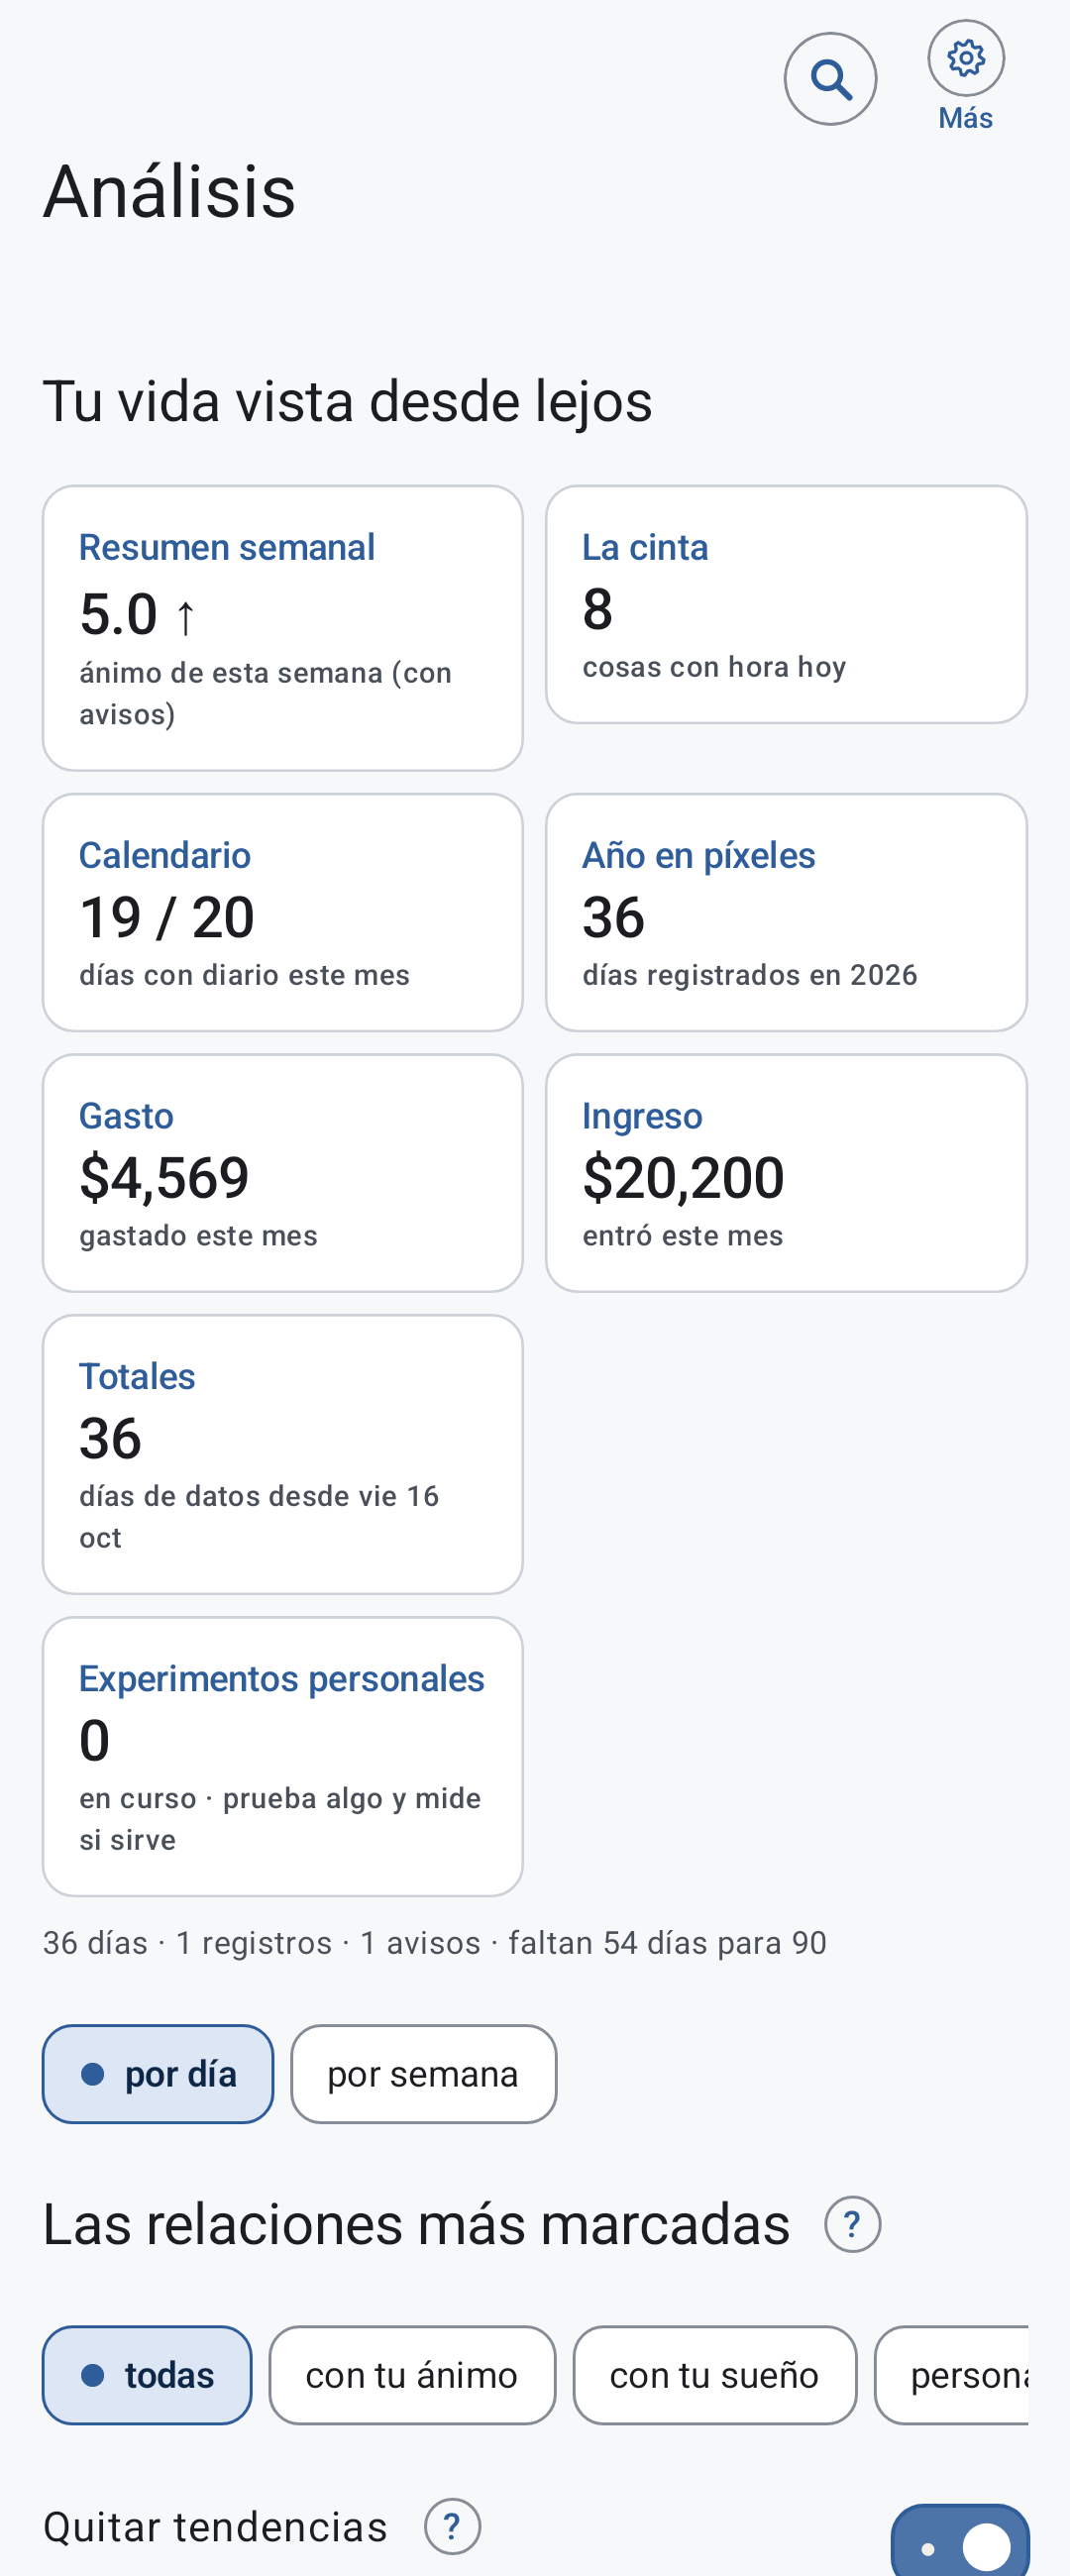 Más
Análisis
Tu vida vista desde lejos
Resumen semanal
5.0 ↑
ánimo de esta semana (con
avisos)
La cinta
8
cosas con hora hoy
Calendario
19 / 20
días con diario este mes
Año en píxeles
36
días registrados en 2026
Gasto
$4,569
gastado este mes
Ingreso
$20,200
entró este mes
Totales
36
días de datos desde vie 16
oct
Experimentos personales
0
en curso · prueba algo y mide
si sirve
36 días · 1 registros · 1 avisos · faltan 54 días para 90
por día
por semana
Las relaciones más marcadas ?
todas
con tu ánimo
con tu sueño
Quitar tendencias ?